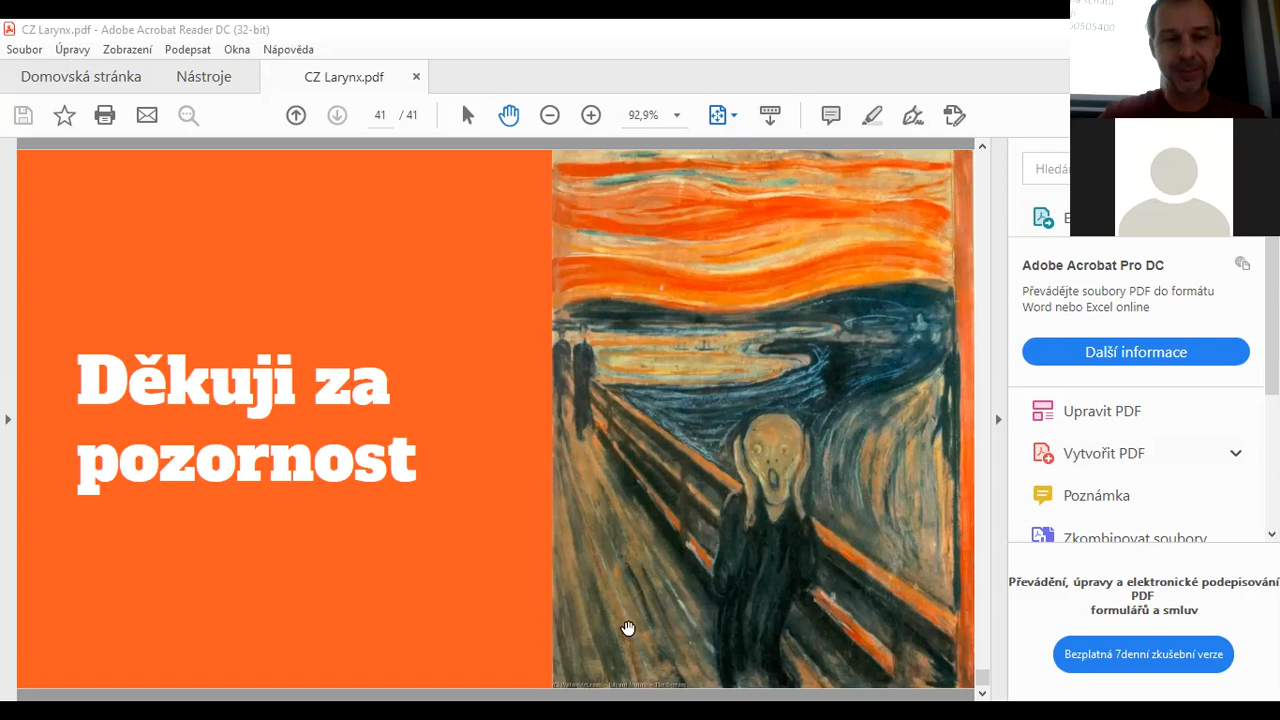 CZ Larynx.pdf - Adobe Acrobat Reader DC (32-bit)
Soubor Úpravy Zobrazení Podepsat Okna Nápověda
Domovská stránka Nástroje CZ Larynx.pdf ×
41 / 41 92,9%
Děkuji za
pozornost
Hledá
Adobe Acrobat Pro DC
Převádějte soubory PDF do formátu
Word nebo Excel online
Další informace
Upravit PDF
Vytvořit PDF
Poznámka
Zkombinovat soubory
Převádění, úpravy a elektronické podepisování
PDF
formulářů a smluv
Bezplatná 7denní zkušební verze